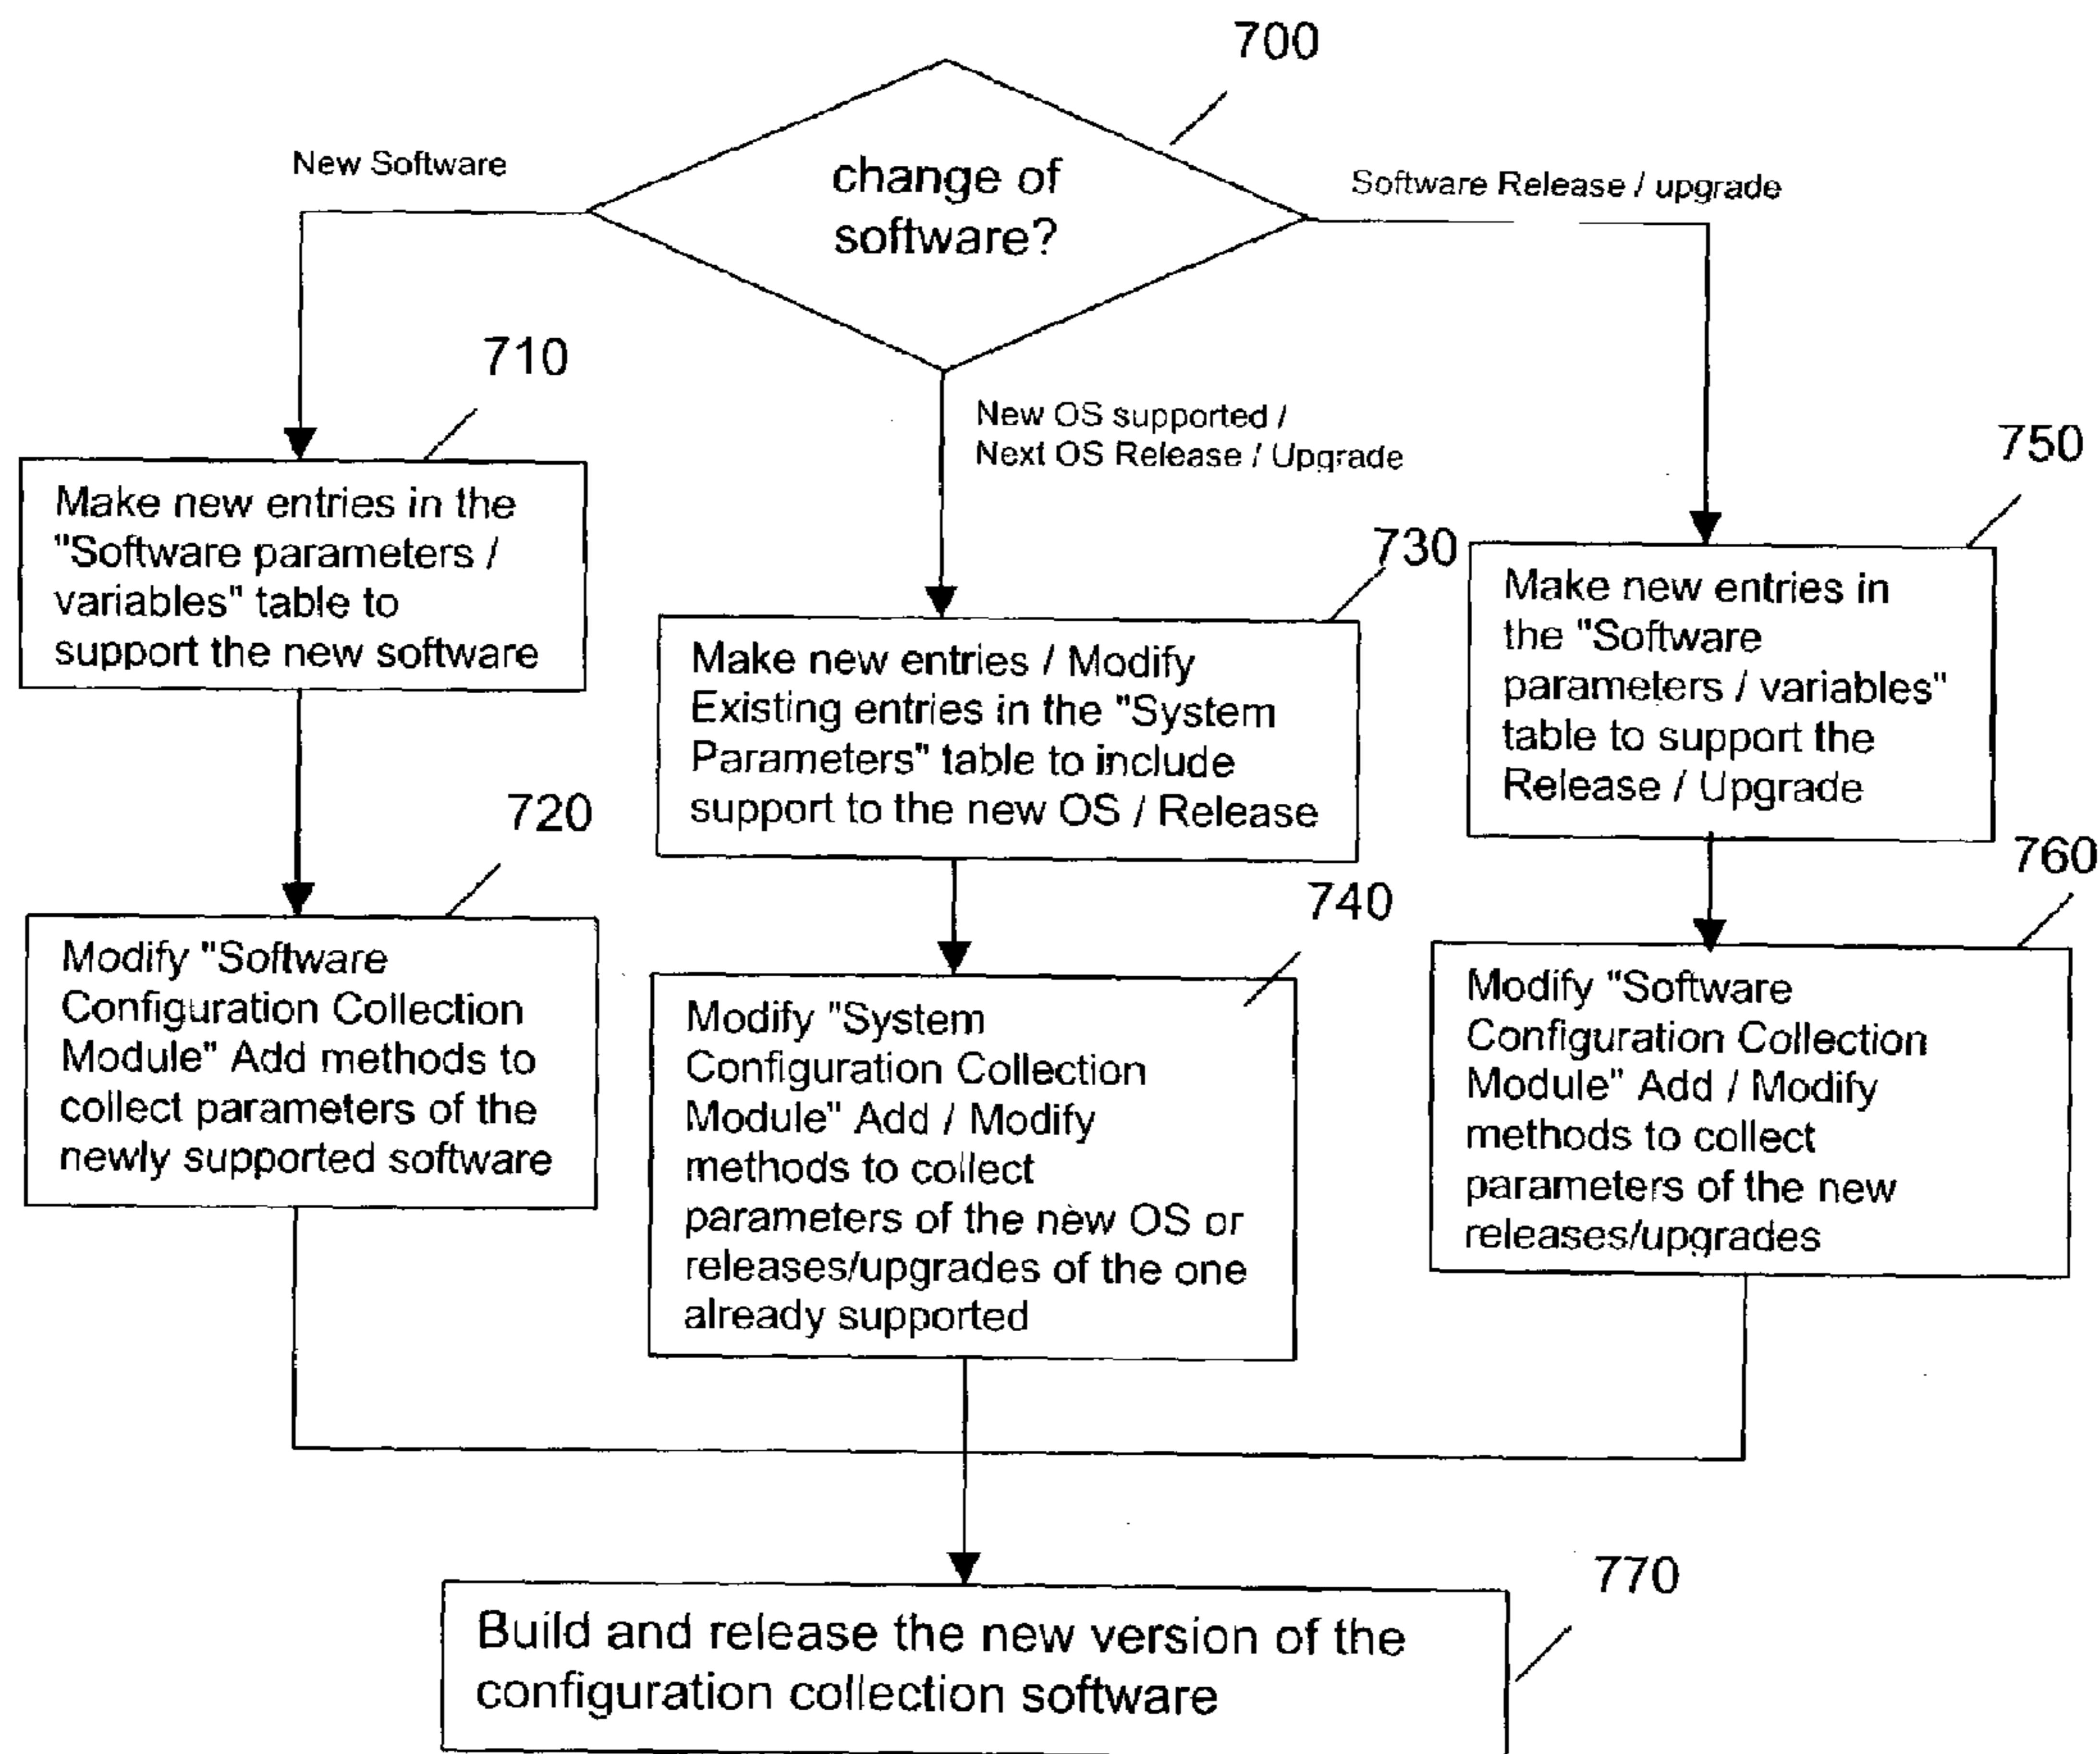 700
change of
software?
New Software
Software Release / upgrade
New OS supported /
Next OS Release / Upgrade
710
Make new entries in the
"Software parameters /
variables" table to
support the new software
720
Modify "Software
Configuration Collection
Module" Add methods to
collect parameters of the
newly supported software
730
Make new entries / Modify
Existing entries in the "System
Parameters" table to include
support to the new OS / Release
740
Modify "System
Configuration Collection
Module" Add / Modify
methods to collect
parameters of the new OS or
releases/upgrades of the one
already supported
750
Make new entries in
the "Software
parameters / variables"
table to support the
Release / Upgrade
760
Modify "Software
Configuration Collection
Module" Add / Modify
methods to collect
parameters of the new
releases/upgrades
770
Build and release the new version of the
configuration collection software